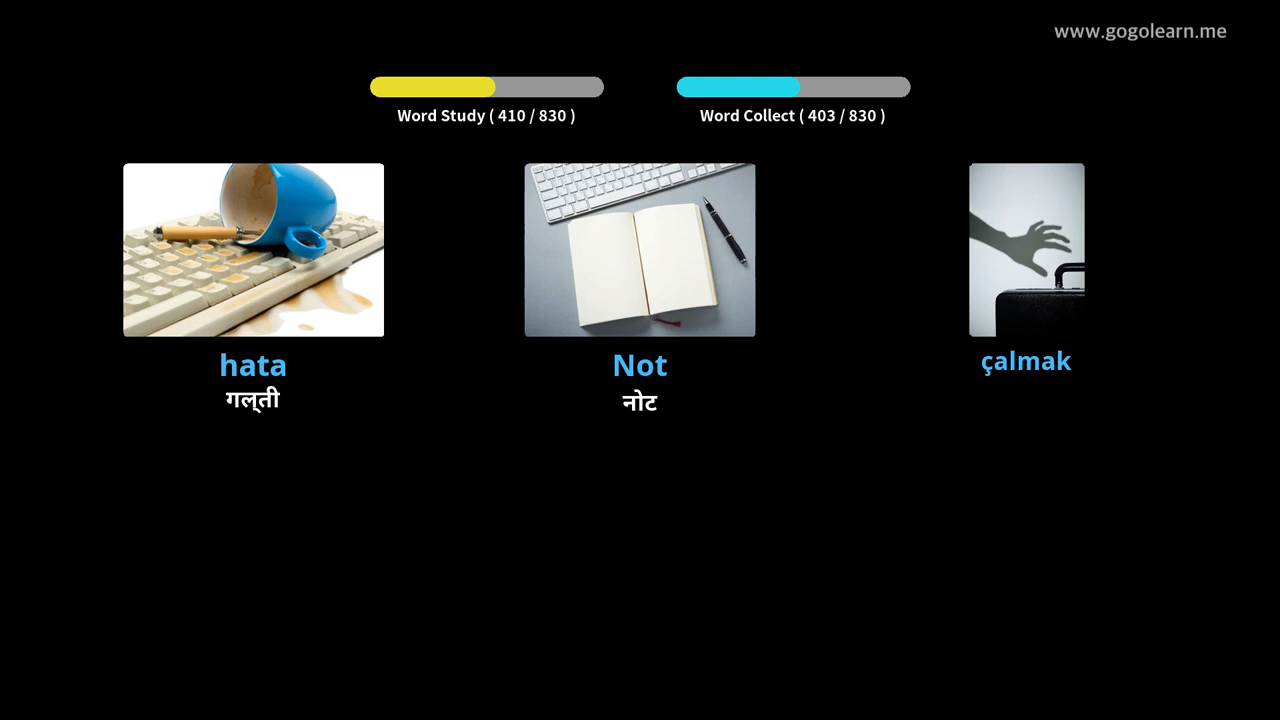 www.gogolearn.me
Word Study ( 410 / 830 )
Word Collect ( 403 / 830 )
hata
गल्ती
Not
नोट
çalmak